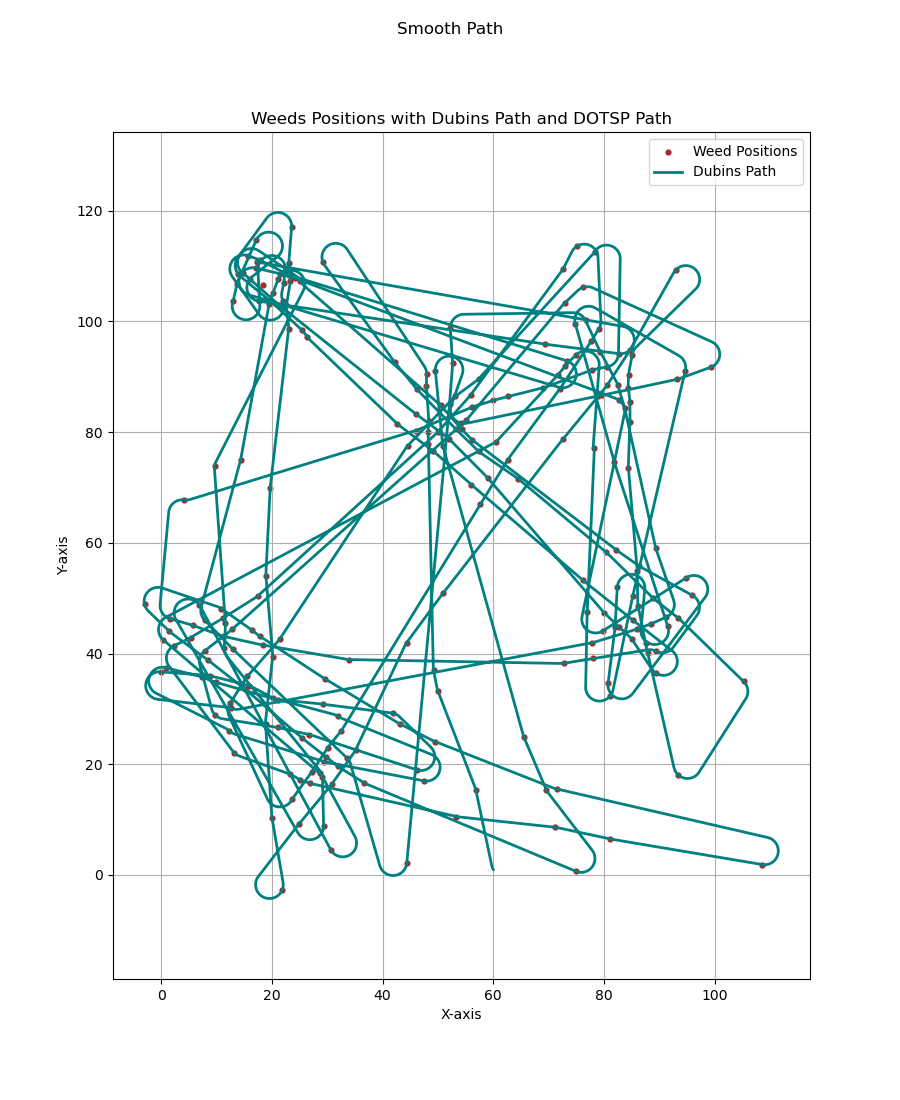 Smooth Path
Weeds Positions with Dubins Path and DOTSP Path
Weed Positions
Dubins Path
120
100
80
60
40
20
0
Y-axis
0 20 40 60 80 100
X-axis